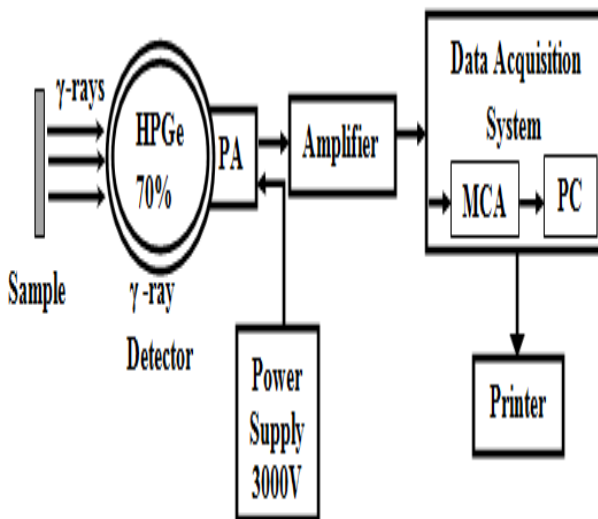 γ-rays
Sample
HPGe
70%
γ -ray
Detector
PA
Amplifier
Power
Supply
3000V
Data Acquisition
System
MCA
PC
Printer